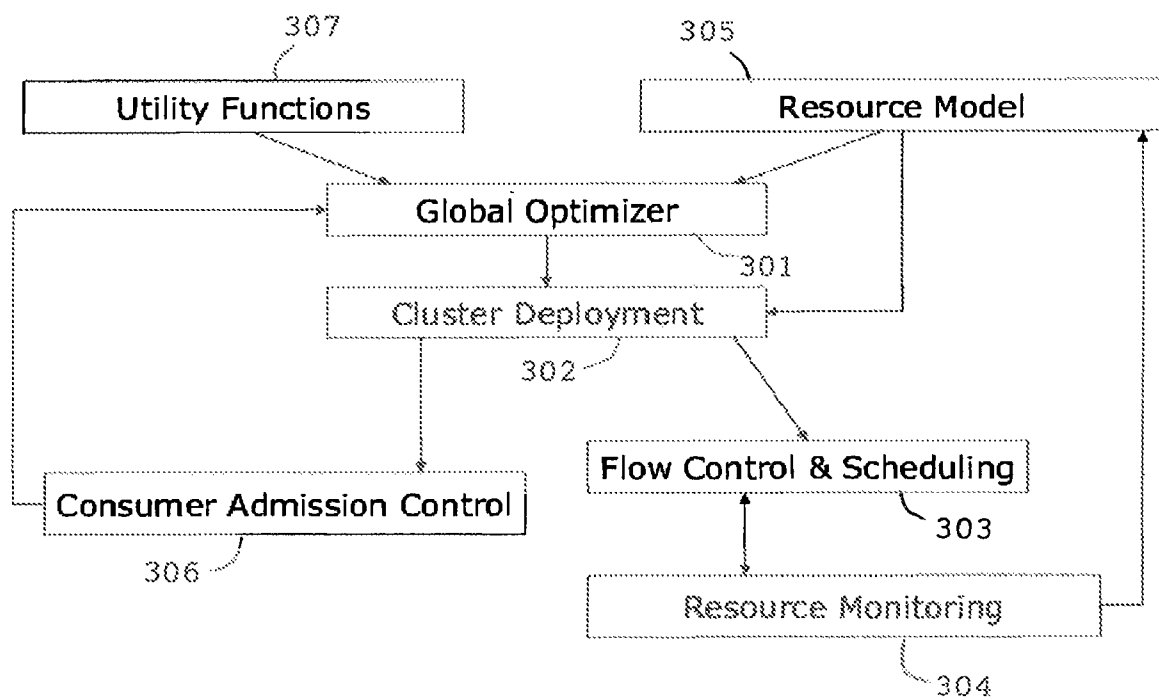 307
305
Utility Functions
Resource Model
Global Optimizer
301
Cluster Deployment
302
Flow Control & Scheduling
303
Consumer Admission Control
306
Resource Monitoring
304